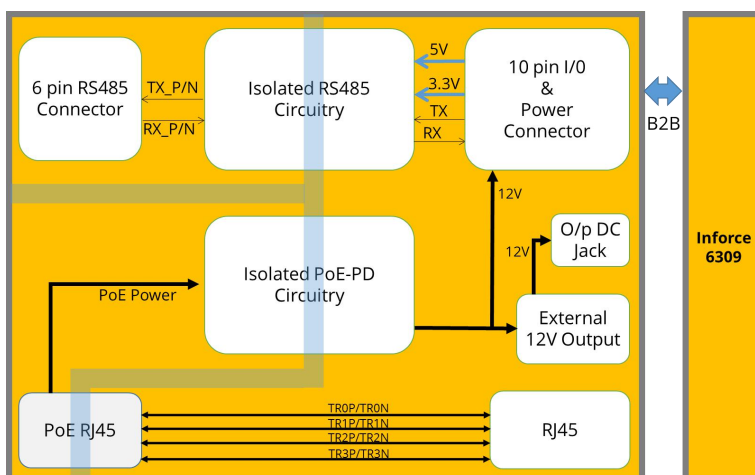 6 pin RS485
Connector
TX_P/N
RX_P/N
Isolated RS485
Circuitry
5V
3.3V
TX
RX
10 pin I/0
&
Power
Connector
B2B
Inforce
6309
12V
O/p DC
Jack
12V
Isolated PoE-PD
Circuitry
PoE Power
External
12V Output
PoE RJ45
TR0P/TR0N
TR1P/TR1N
TR2P/TR2N
TR3P/TR3N
RJ45